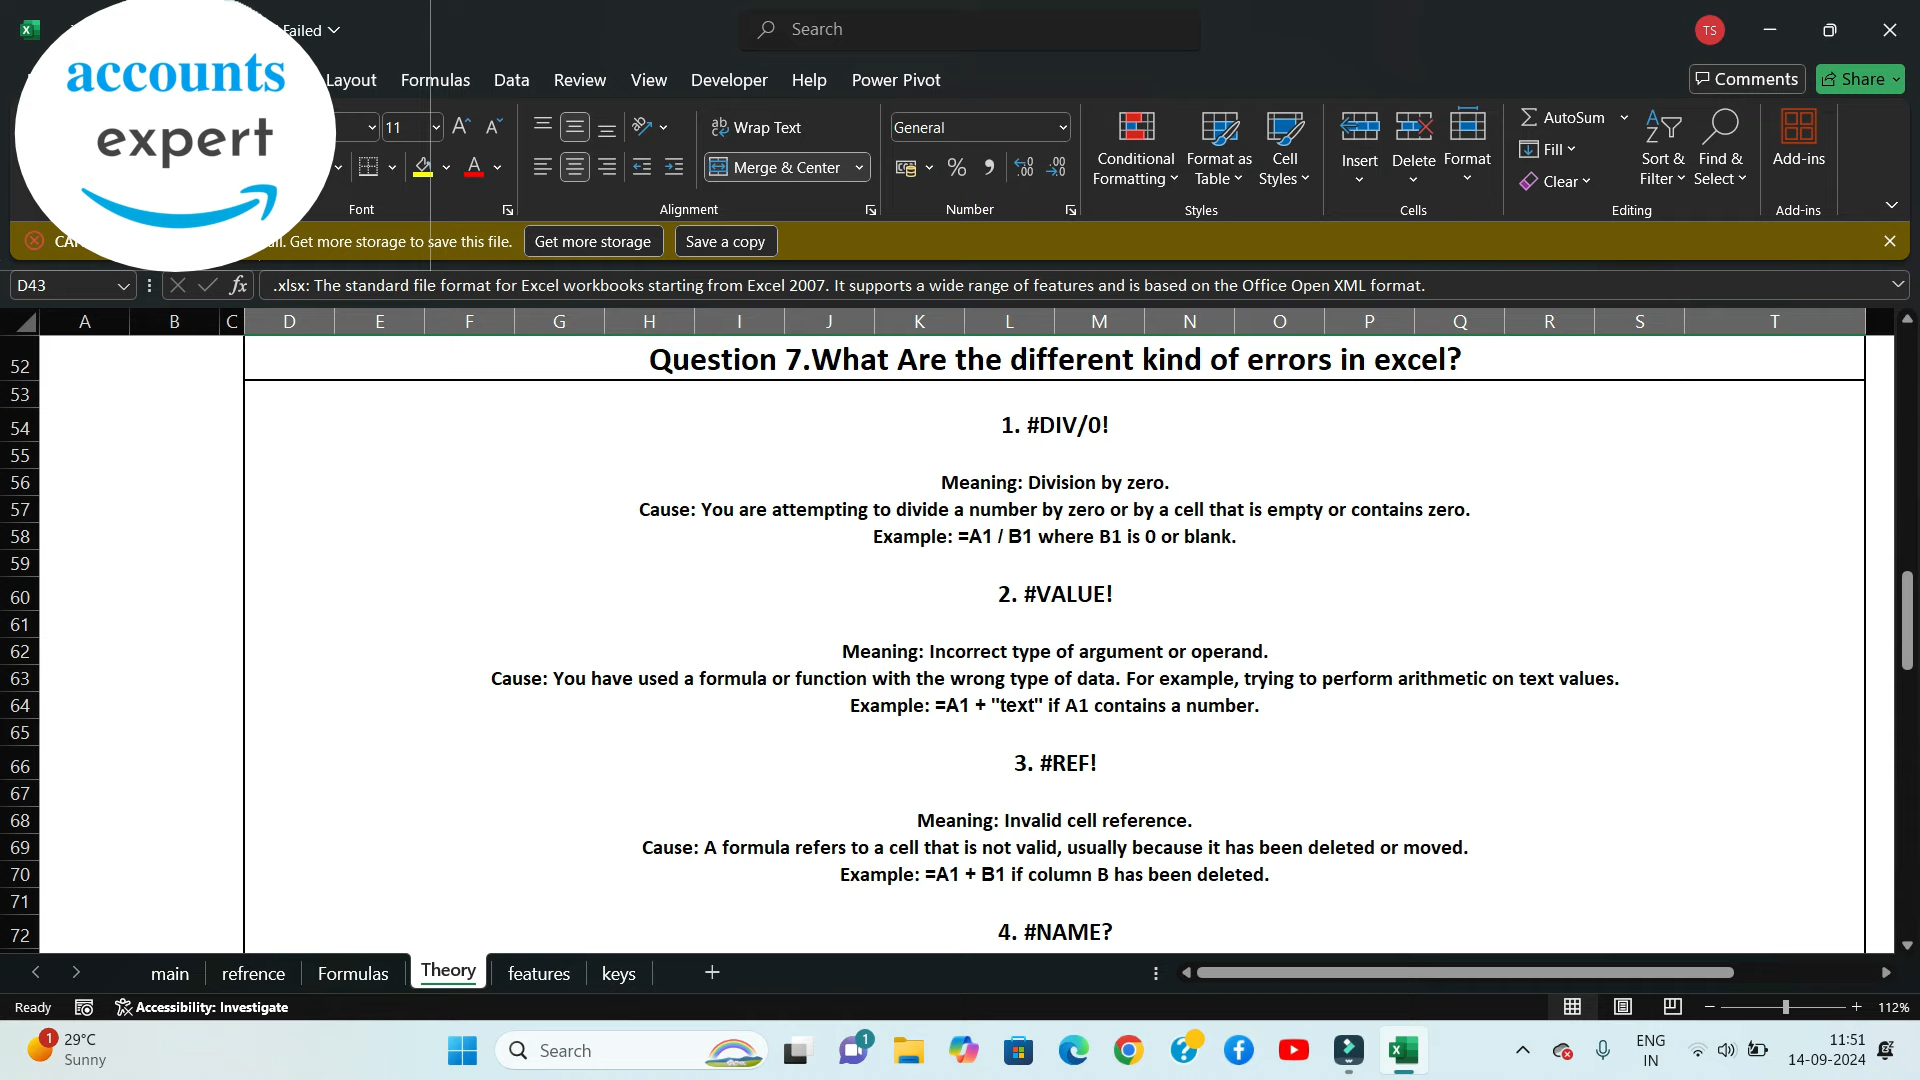 accounts
expert
Failed
Search
TS
Layout
Formulas
Data
Review
View
Developer
Help
Power Pivot
Comments
Share
11
Wrap Text
Merge & Center
General
Conditional
Formatting
Format as
Table
Cell
Styles
Insert
Delete
Format
AutoSum
Fill
Clear
Sort &
Filter
Find &
Select
Add-ins
Font
Alignment
Number
Styles
Cells
Editing
Add-ins
Get more storage to save this file.
Get more storage
Save a copy
D43
fx
.xlsx: The standard file format for Excel workbooks starting from Excel 2007. It supports a wide range of features and is based on the Office Open XML format.
A B C D E F G H I J K L M N O P Q R S T
52 Question 7.What Are the different kind of errors in excel?
53
54 1. #DIV/0!
55
56 Meaning: Division by zero.
57 Cause: You are attempting to divide a number by zero or by a cell that is empty or contains zero.
58 Example: =A1 / B1 where B1 is 0 or blank.
59
60 2. #VALUE!
61
62 Meaning: Incorrect type of argument or operand.
63 Cause: You have used a formula or function with the wrong type of data. For example, trying to perform arithmetic on text values.
64 Example: =A1 + "text" if A1 contains a number.
65
66 3. #REF!
67
68 Meaning: Invalid cell reference.
69 Cause: A formula refers to a cell that is not valid, usually because it has been deleted or moved.
70 Example: =A1 + B1 if column B has been deleted.
71
72 4. #NAME?
main
refrence
Formulas
Theory
features
keys
Ready
Accessibility: Investigate
112%
1
29°C
Sunny
Search
1
ENG
IN
11:51
14-09-2024